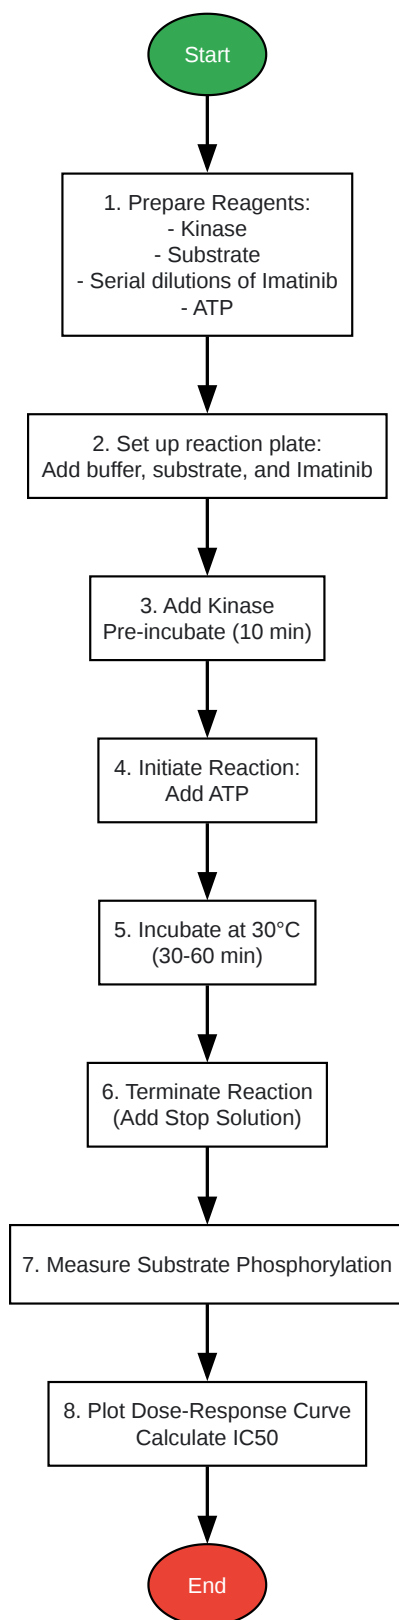 Start
1. Prepare Reagents:
- Kinase
- Substrate
- Serial dilutions of Imatinib
- ATP
2. Set up reaction plate:
Add buffer, substrate, and Imatinib
3. Add Kinase
Pre-incubate (10 min)
4. Initiate Reaction:
Add ATP
5. Incubate at 30°C
(30-60 min)
6. Terminate Reaction
(Add Stop Solution)
7. Measure Substrate Phosphorylation
8. Plot Dose-Response Curve
Calculate IC50
End